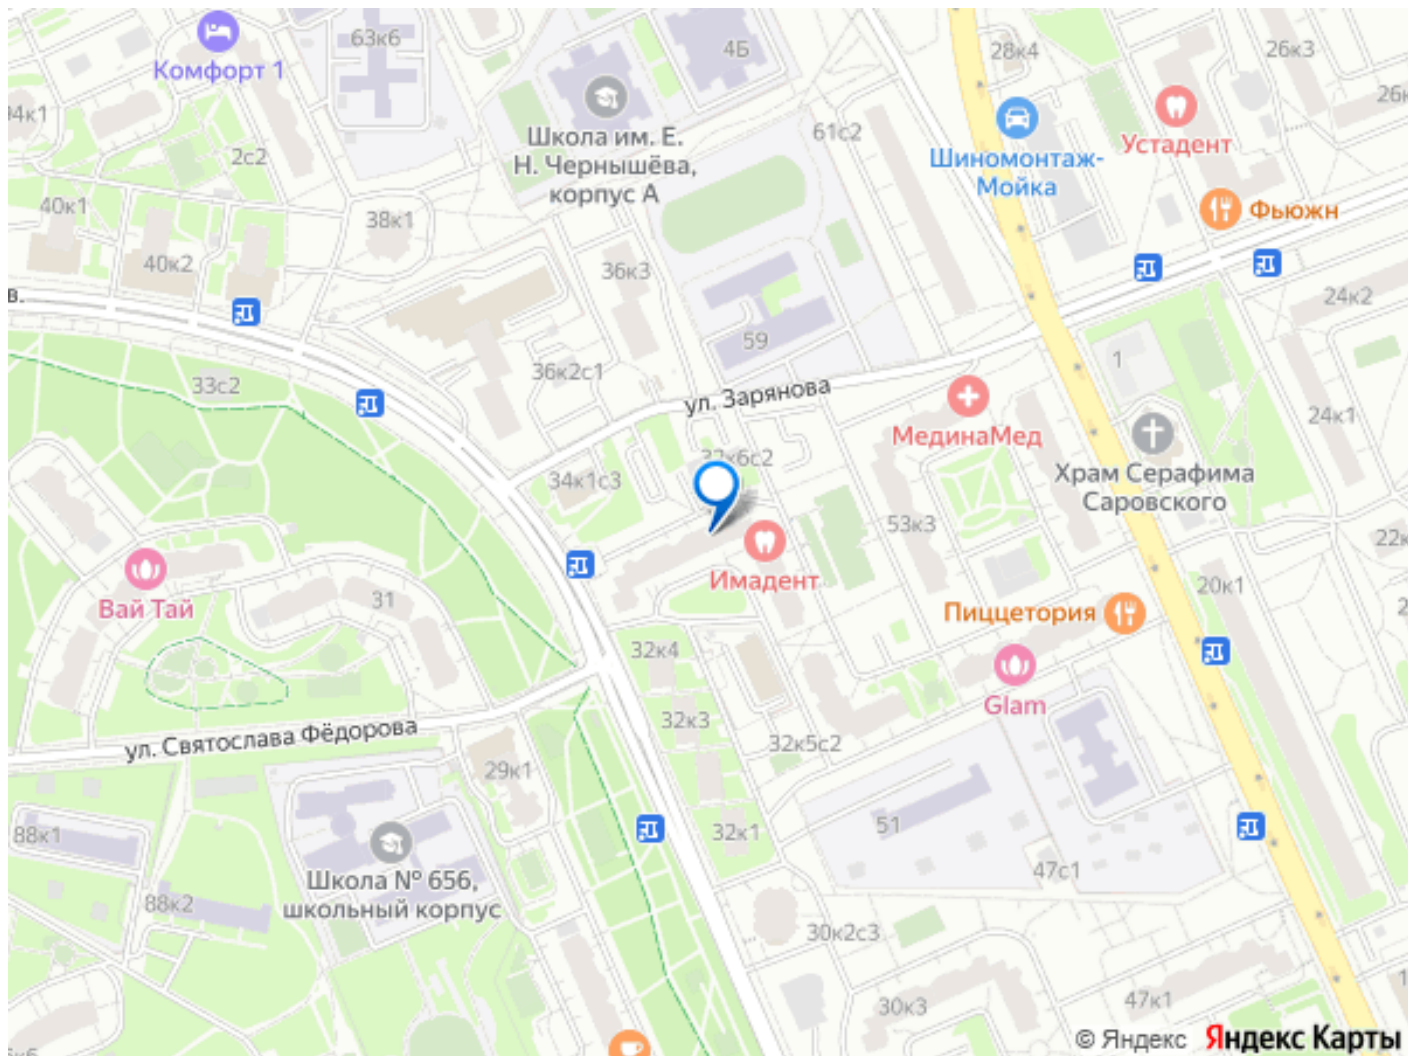 63к6
4Б
28к4
26к3
Комфорт 1
Устадент
Школа им. Е.
Н. Чернышёва,
корпус А
61с2
Шиномонтаж-
Мойка
2с2
40к1
38к1
Фьюжн
40к2
36к3
24к2
33с2
36к2с1
59
1
ул. Зарянова
24к1
МединаМед
34к1с3
Храм Серафима
Саровского
53к3
Имадент
20к1
Вай Тай
31
Пиццетория
32к4
Glam
32к3
ул. Святослава Фёдорова
32к5с2
29к1
88к1
51
32к1
Школа № 656,
школьный корпус
47с1
88к2
30к2с3
30к3
47к1
© Яндекс
Яндекс Карты